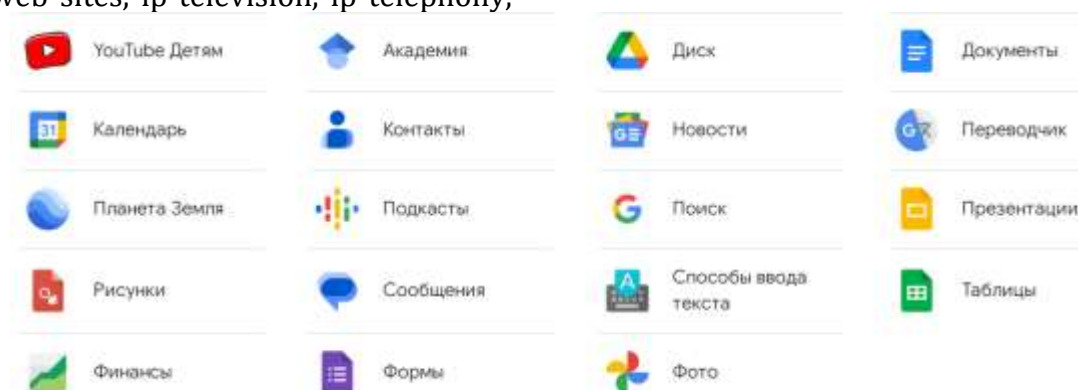 web sites, ip television, ip telephony,
YouTube Детям
Академия
Диск
Документы
Календарь
31
Контакты
Новости
Переводчик
Планета Земля
Подкасты
Поиск
Презентации
Рисунки
Сообщения
Способы ввода
текста
Таблицы
Финансы
Формы
Фото